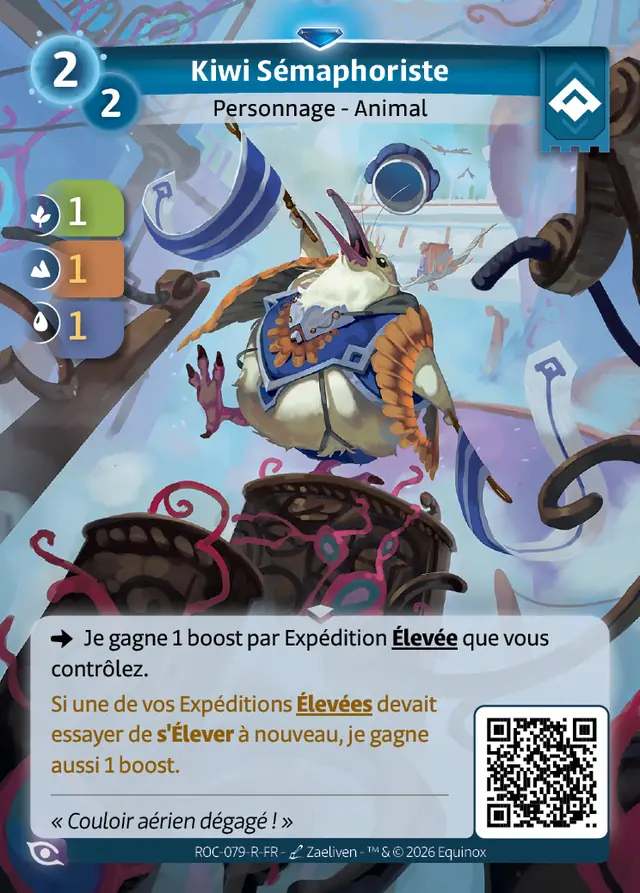 2
Kiwi Sémaphoriste
2
Personnage - Animal
1
1
1
Je gagne 1 boost par Expédition Élevée que vous
contrôlez.
Si une de vos Expéditions Élevées devait
essayer de s'Élever à nouveau, je gagne
aussi 1 boost.
« Couloir aérien dégagé ! »
ROC-079-R-FR - Zaeliven - ™ & © 2026 Equinox